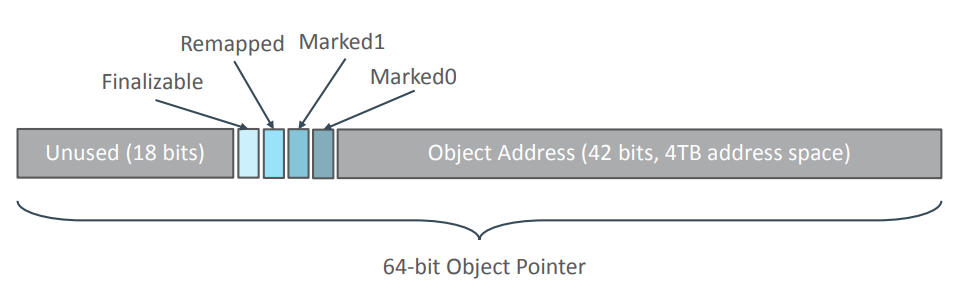 Remapped
Marked1
Finalizable
Marked0
Unused (18 bits)
Object Address (42 bits, 4TB address space)
64-bit Object Pointer